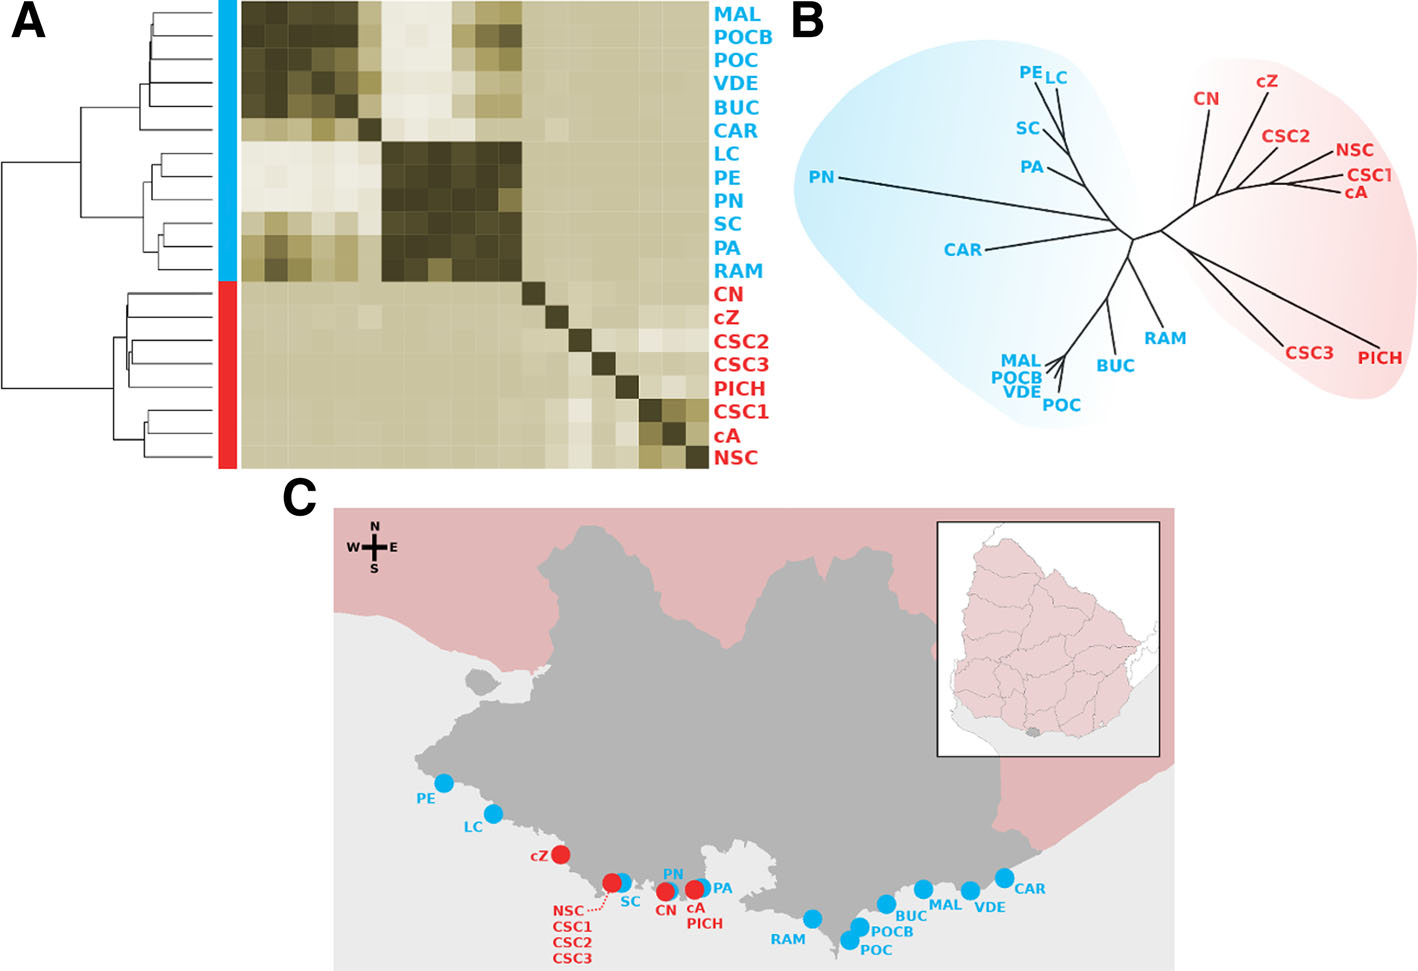 A
MAL
POCB
POC
VDE
BUC
CAR
LC
PE
PN
SC
PA
RAM
CN
cZ
CSC2
CSC3
PICH
CSC1
cA
NSC
B
PE LC
SC
PA
PN
CAR
MAL
POCB
VDE
POC
BUC
RAM
CN
cZ
CSC2
NSC
CSC1
cA
CSC3
PICH
C
N
W E
S
PE
LC
cZ
NSC
CSC1
CSC2
CSC3
SC
PN
CN
cA
PICH
PA
RAM
POC
POCB
BUC
MAL
VDE
CAR